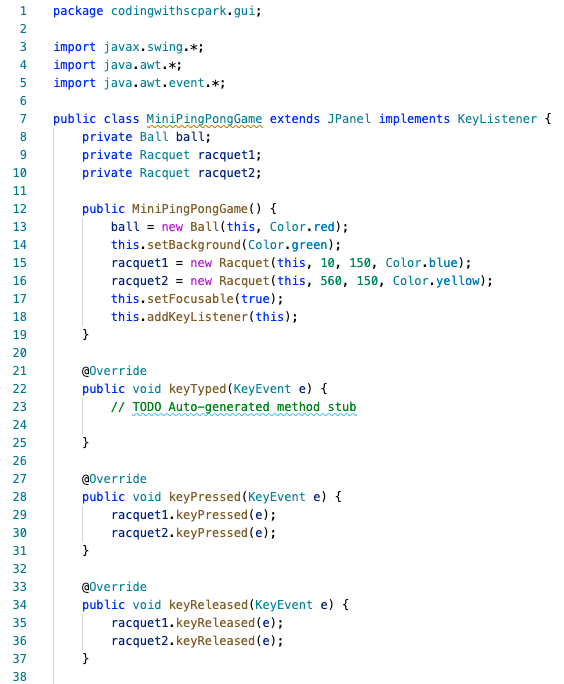 1 package codingwithscpark.gui;
2
3 import javax.swing.*;
4 import java.awt.*;
5 import java.awt.event.*;
6
7 public class MiniPingPongGame extends JPanel implements KeyListener {
8     private Ball ball;
9     private Racquet racquet1;
10     private Racquet racquet2;
11
12     public MiniPingPongGame() {
13         ball = new Ball(this, Color.red);
14         this.setBackground(Color.green);
15         racquet1 = new Racquet(this, 10, 150, Color.blue);
16         racquet2 = new Racquet(this, 560, 150, Color.yellow);
17         this.setFocusable(true);
18         this.addKeyListener(this);
19     }
20
21     @Override
22     public void keyTyped(KeyEvent e) {
23         // TODO Auto-generated method stub
24
25     }
26
27     @Override
28     public void keyPressed(KeyEvent e) {
29         racquet1.keyPressed(e);
30         racquet2.keyPressed(e);
31     }
32
33     @Override
34     public void keyReleased(KeyEvent e) {
35         racquet1.keyReleased(e);
36         racquet2.keyReleased(e);
37     }
38